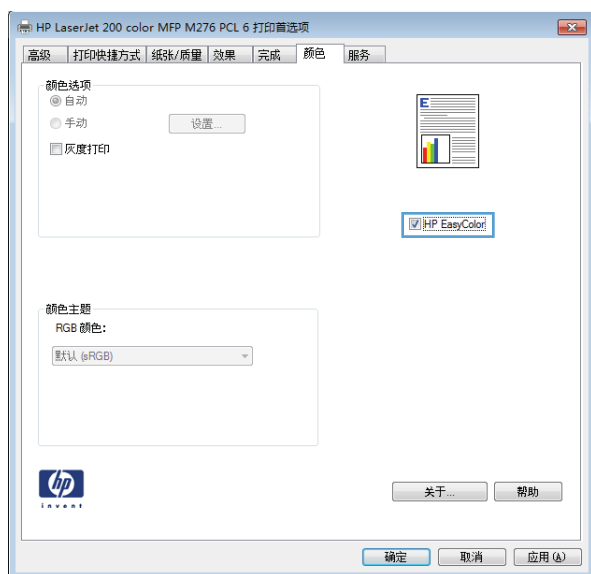 HP LaserJet 200 color MFP M276 PCL 6 打印首选项
高级 打印快捷方式 纸张/质量 效果 完成 颜色 服务
颜色选项
自动
手动 设置...
灰度打印
E
HP EasyColor
颜色主题
RGB 颜色:
默认 (sRGB)
hp
invent
关于... 帮助
确定 取消 应用(A)